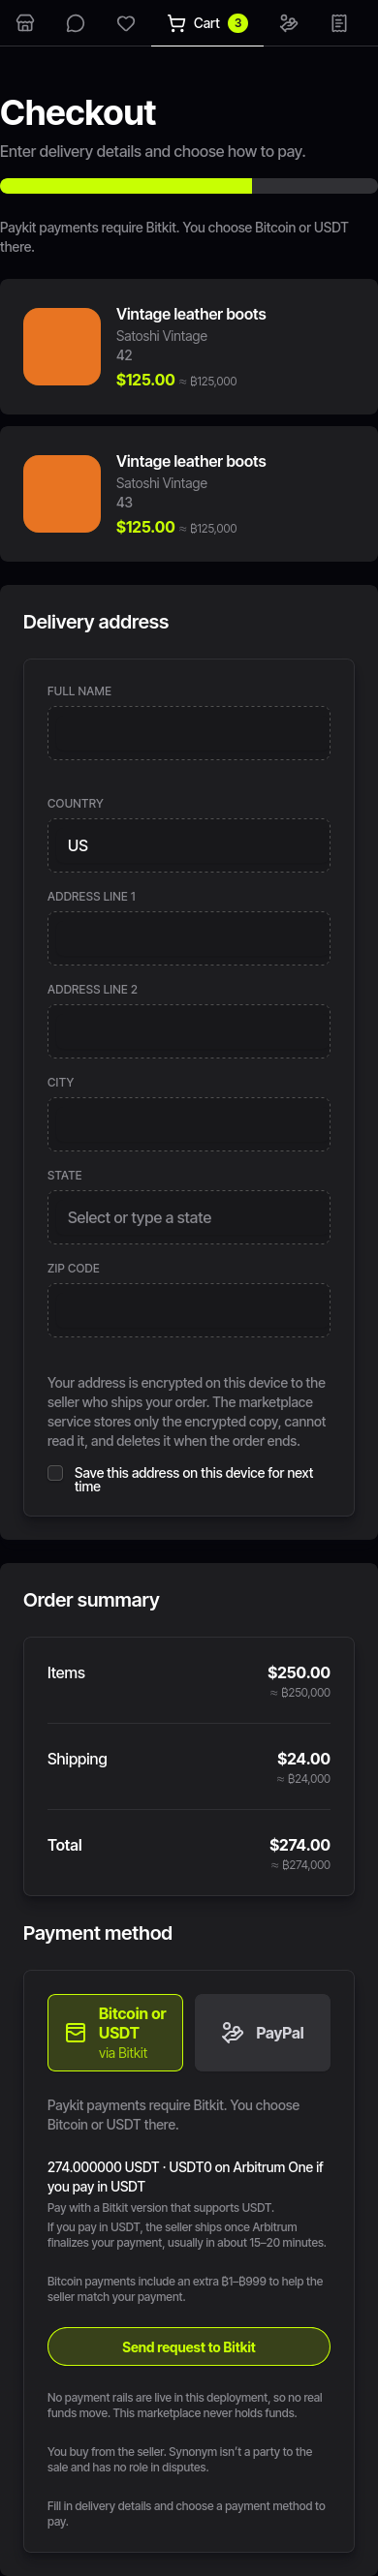 Cart 3
Checkout
Enter delivery details and choose how to pay.
Paykit payments require Bitkit. You choose Bitcoin or USDT
there.
Vintage leather boots
Satoshi Vintage
42
$125.00 ≈ ₿125,000
Vintage leather boots
Satoshi Vintage
43
$125.00 ≈ ₿125,000
Delivery address
FULL NAME
COUNTRY
US
ADDRESS LINE 1
ADDRESS LINE 2
CITY
STATE
Select or type a state
ZIP CODE
Your address is encrypted on this device to the
seller who ships your order. The marketplace
service stores only the encrypted copy, cannot
read it, and deletes it when the order ends.
Save this address on this device for next
time
Order summary
Items $250.00
≈ ₿250,000
Shipping $24.00
≈ ₿24,000
Total $274.00
≈ ₿274,000
Payment method
Bitcoin or
USDT
via Bitkit
PayPal
Paykit payments require Bitkit. You choose
Bitcoin or USDT there.
274.000000 USDT · USDT0 on Arbitrum One if
you pay in USDT
Pay with a Bitkit version that supports USDT.
If you pay in USDT, the seller ships once Arbitrum
finalizes your payment, usually in about 15–20 minutes.
Bitcoin payments include an extra ₿1–₿999 to help the
seller match your payment.
Send request to Bitkit
No payment rails are live in this deployment, so no real
funds move. This marketplace never holds funds.
You buy from the seller. Synonym isn't a party to the
sale and has no role in disputes.
Fill in delivery details and choose a payment method to
pay.